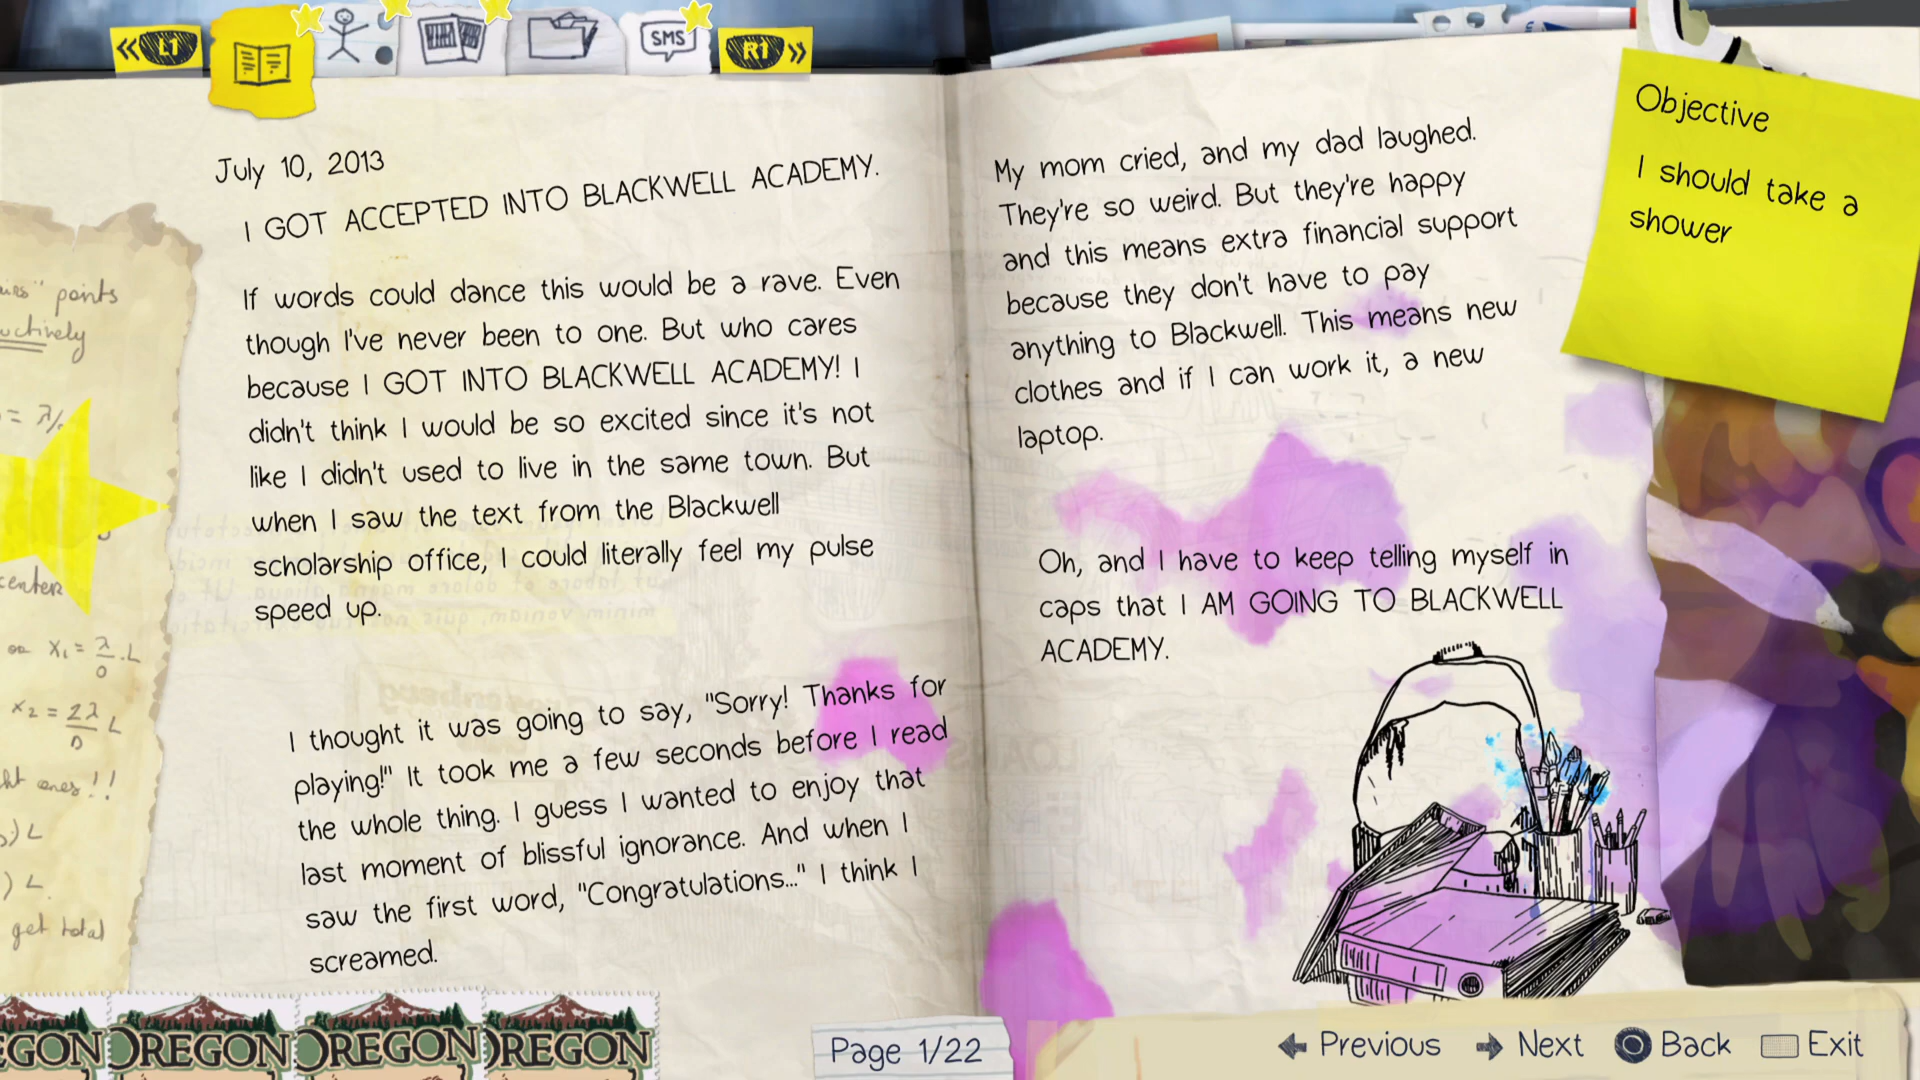 L1
SMS
R1
July 10, 2013
I GOT ACCEPTED INTO BLACKWELL ACADEMY.
If words could dance this would be a rave. Even
though I've never been to one. But who cares
because I GOT INTO BLACKWELL ACADEMY! I
didn't think I would be so excited since it's not
like I didn't used to live in the same town. But
when I saw the text from the Blackwell
scholarship office, I could literally feel my pulse
speed up.
I thought it was going to say, "Sorry! Thanks for
playing!" It took me a few seconds before I read
the whole thing. I guess I wanted to enjoy that
last moment of blissful ignorance. And when I
saw the first word, "Congratulations..." I think I
screamed.
My mom cried, and my dad laughed.
They're so weird. But they're happy
and this means extra financial support
because they don't have to pay
anything to Blackwell. This means new
clothes and if I can work it, a new
laptop.
Oh, and I have to keep telling myself in
caps that I AM GOING TO BLACKWELL
ACADEMY.
Objective
I should take a
shower
points
center
x₁ = λ/D . L
x₂ = 2λ/D L
ones!!
) L
) L
get total
EGON OREGON OREGON OREGON
Page 1/22
Previous Next Back Exit